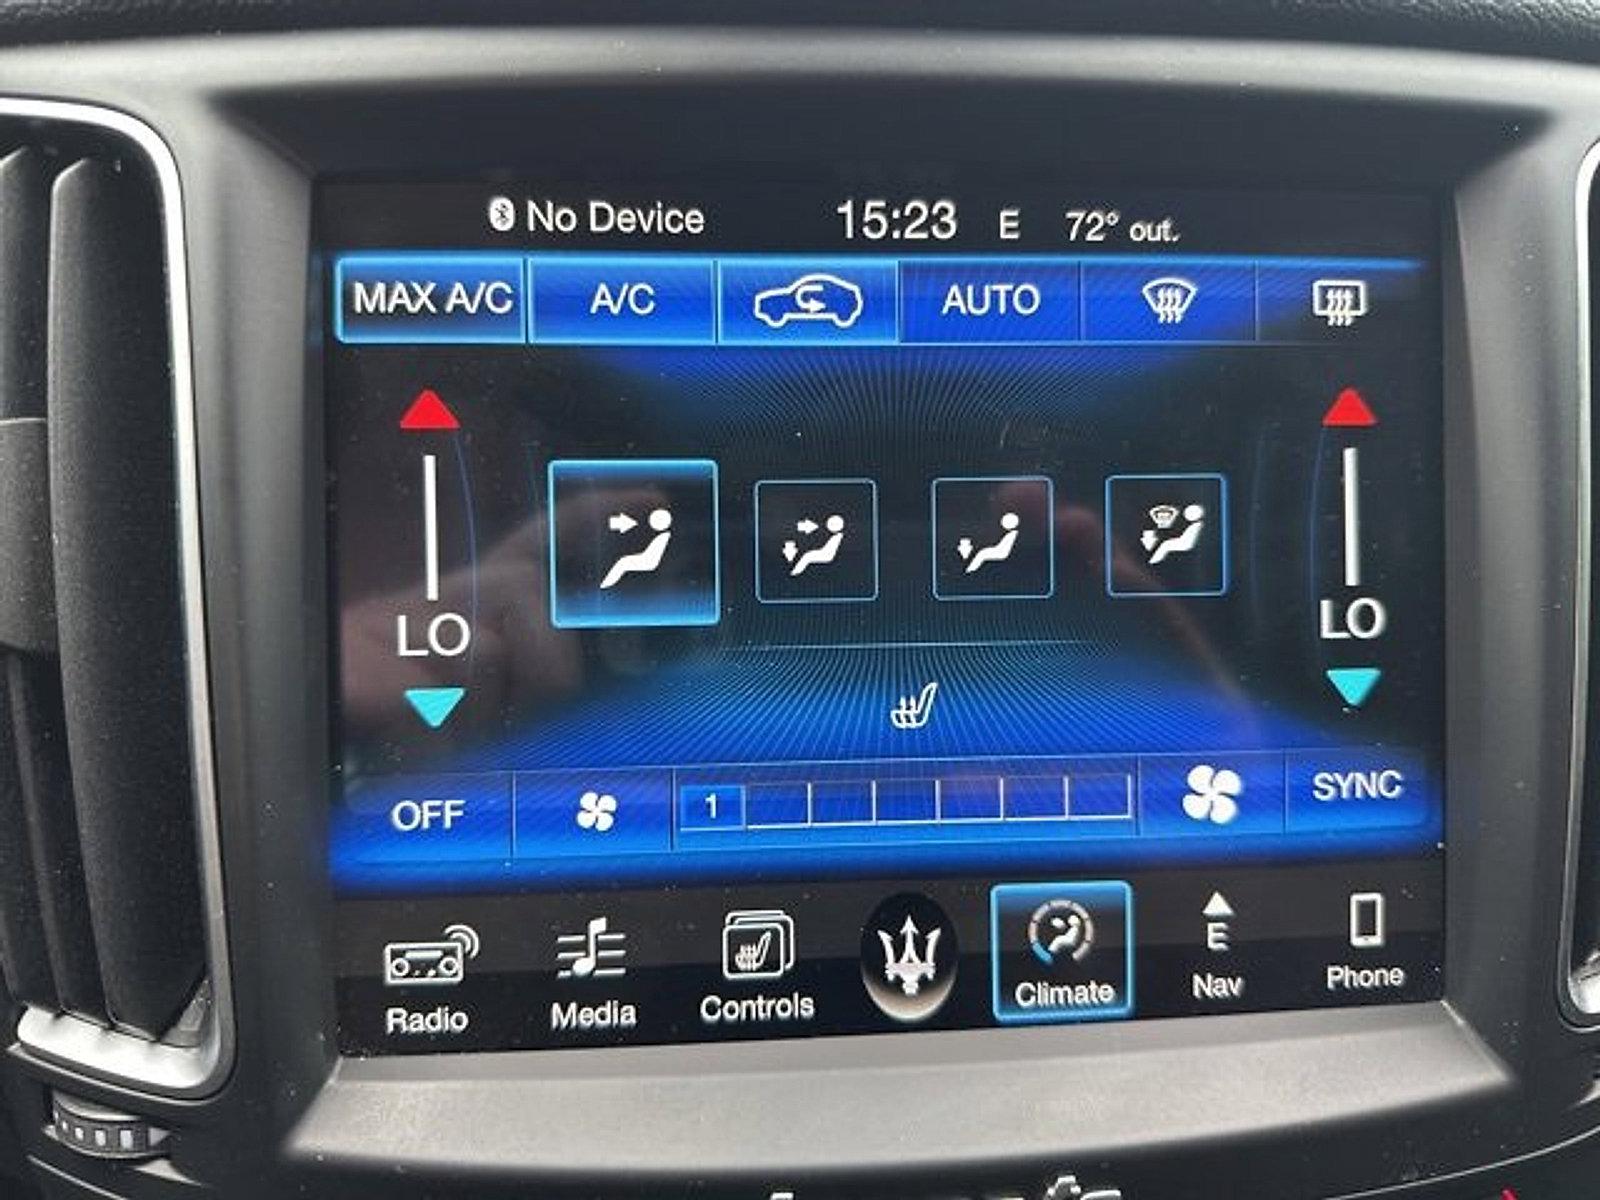 No Device 15:23 E 72° out.
MAX A/C A/C AUTO
LO LO
OFF 1 SYNC
E
Radio Media Controls Climate Nav Phone